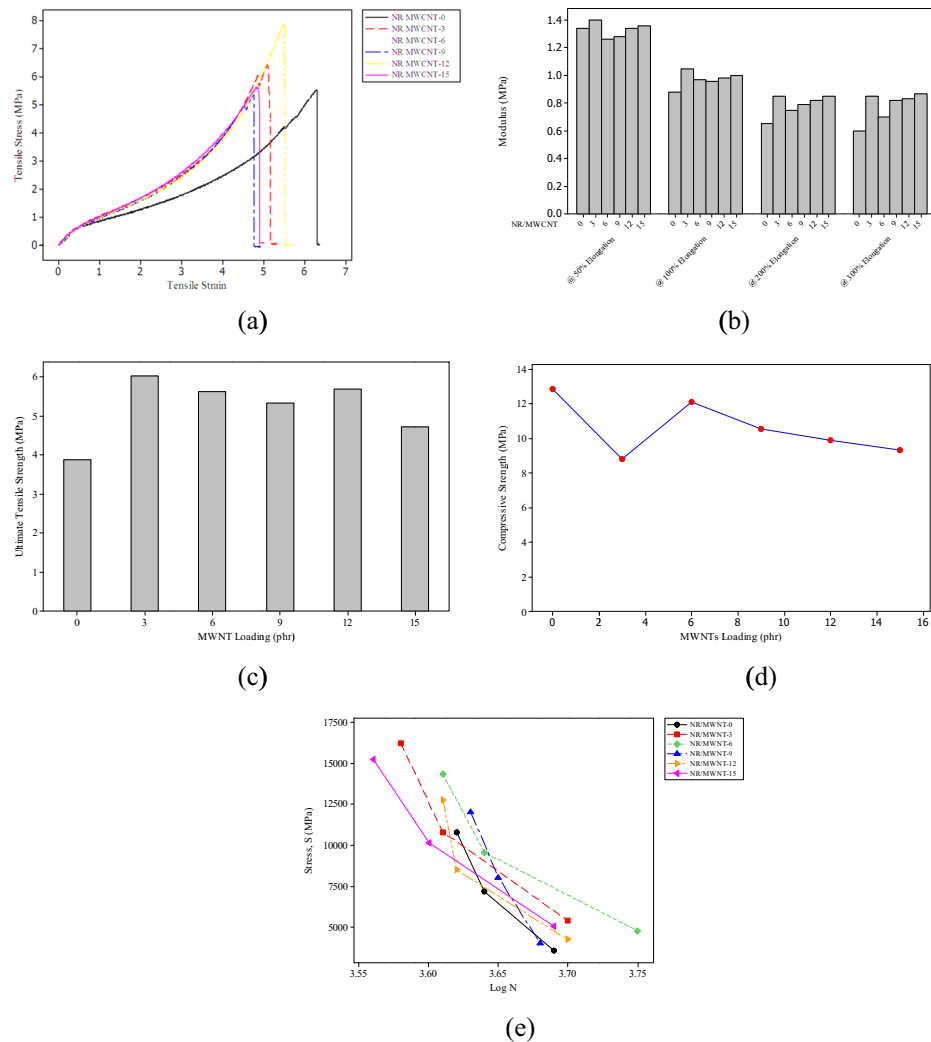 8
7
6
5
4
3
2
1
0
Tensile Stress (MPa)
0 1 2 3 4 5 6 7
Tensile Strain
NR/MWCNT-0
NR/MWCNT-3
NR/MWCNT-6
NR/MWCNT-9
NR/MWCNT-12
NR/MWCNT-15
(a)
1.4
1.2
1.0
0.8
0.6
0.4
0.2
0.0
Modulus (MPa)
NR/MWCNT 0 3 6 9 12 15 0 3 6 9 12 15 0 3 6 9 12 15 0 3 6 9 12 15
@ 50% Elongation
@ 100% Elongation
@ 200% Elongation
@ 300% Elongation
(b)
6
5
4
3
2
1
0
Ultimate Tensile Strength (MPa)
0 3 6 9 12 15
MWNT Loading (phr)
(c)
14
12
10
8
6
4
2
0
Compressive Strength (MPa)
0 2 4 6 8 10 12 14 16
MWNTs Loading (phr)
(d)
17500
15000
12500
10000
7500
5000
Stress, S (MPa)
3.55 3.60 3.65 3.70 3.75
Log N
NR/MWNT-0
NR/MWNT-3
NR/MWNT-6
NR/MWNT-9
NR/MWNT-12
NR/MWNT-15
(e)